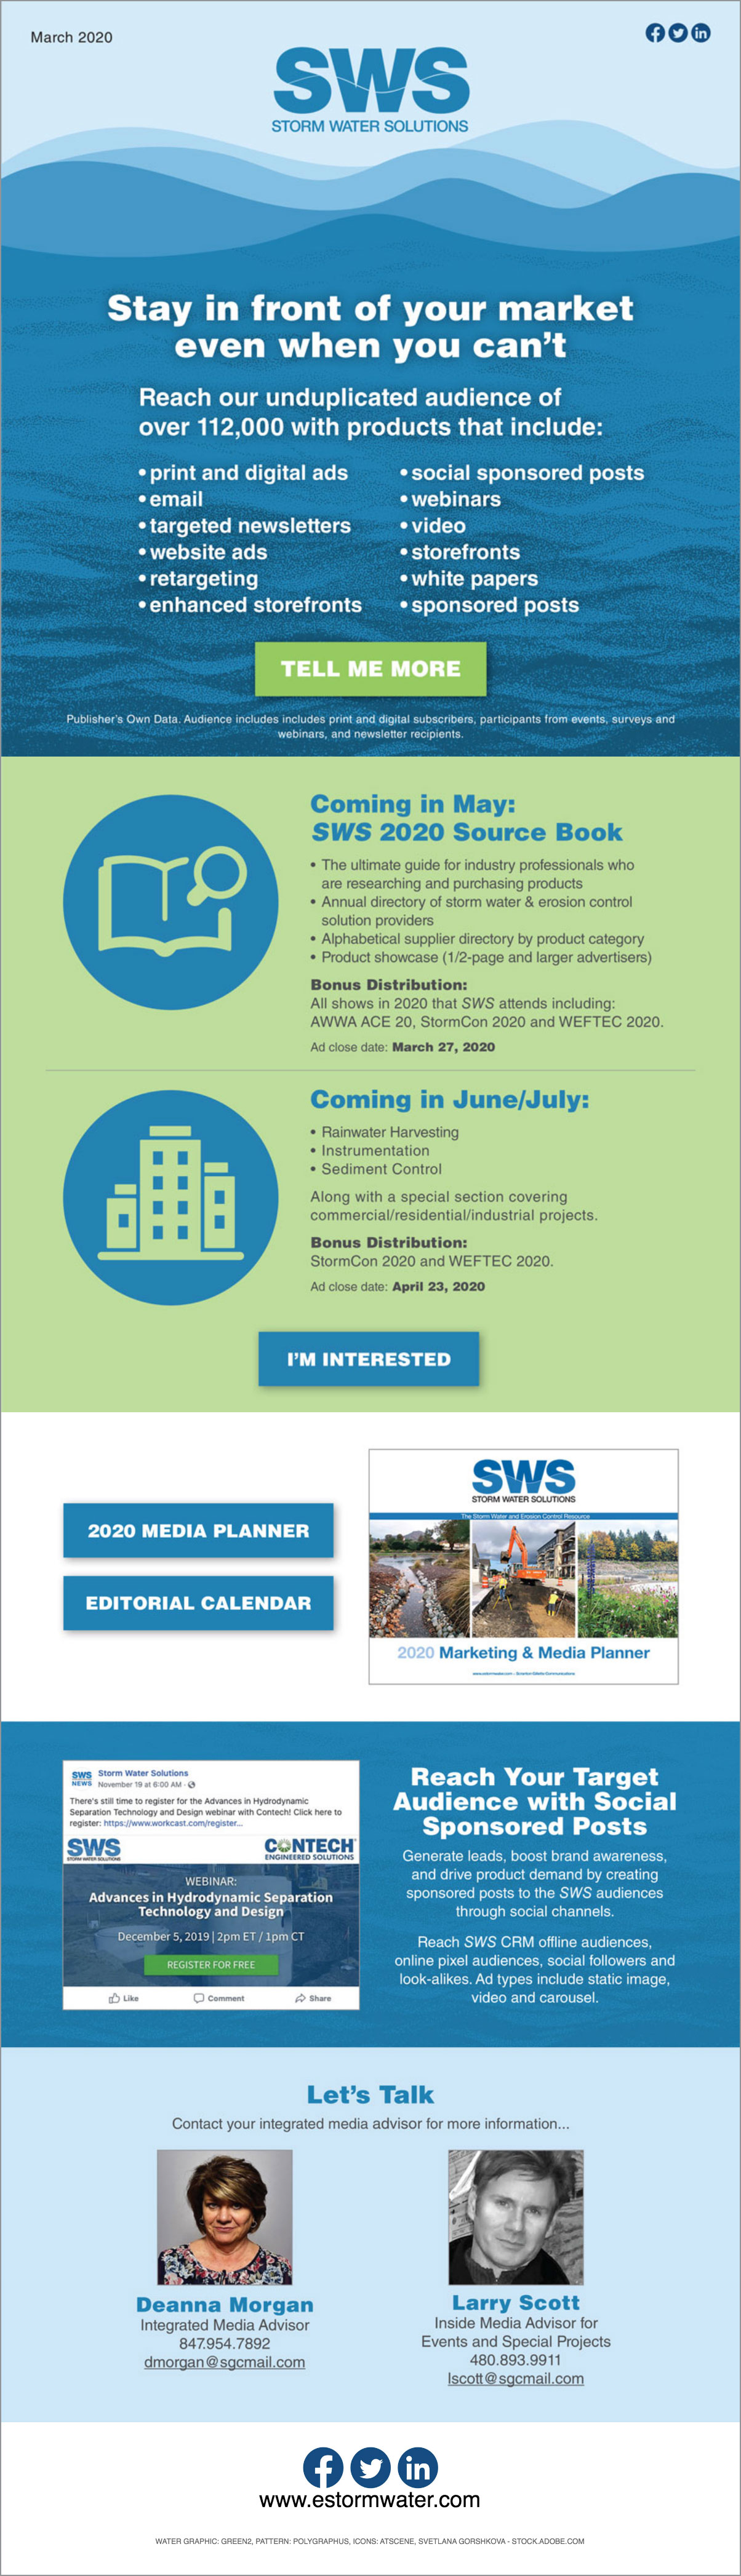 March 2020
SWS
STORM WATER SOLUTIONS
Stay in front of your market
even when you can't
Reach our unduplicated audience of
over 112,000 with products that include:
• print and digital ads
• email
• targeted newsletters
• website ads
• retargeting
• enhanced storefronts
• social sponsored posts
• webinars
• video
• storefronts
• white papers
• sponsored posts
TELL ME MORE
Publisher's Own Data. Audience includes includes print and digital subscribers, participants from events, surveys and
webinars, and newsletter recipients.
Coming in May:
SWS 2020 Source Book
• The ultimate guide for industry professionals who
are researching and purchasing products
• Annual directory of storm water & erosion control
solution providers
• Alphabetical supplier directory by product category
• Product showcase (1/2-page and larger advertisers)
Bonus Distribution:
All shows in 2020 that SWS attends including:
AWWA ACE 20, StormCon 2020 and WEFTEC 2020.
Ad close date: March 27, 2020
Coming in June/July:
• Rainwater Harvesting
• Instrumentation
• Sediment Control
Along with a special section covering
commercial/residential/industrial projects.
Bonus Distribution:
StormCon 2020 and WEFTEC 2020.
Ad close date: April 23, 2020
I'M INTERESTED
2020 MEDIA PLANNER
EDITORIAL CALENDAR
SWS
STORM WATER SOLUTIONS
The Storm Water and Erosion Control Resource
2020 Marketing & Media Planner
www.estormwater.com • Scranton Gillette Communications
SWS
NEWS
Storm Water Solutions
November 19 at 6:00 AM ·
There's still time to register for the Advances in Hydrodynamic
Separation Technology and Design webinar with Contech! Click here to
register: https://www.workcast.com/register...
SWS
STORM WATER SOLUTIONS
CONTECH
ENGINEERED SOLUTIONS
WEBINAR:
Advances in Hydrodynamic Separation
Technology and Design
December 5, 2019 | 2pm ET / 1pm CT
REGISTER FOR FREE
Like
Comment
Share
Reach Your Target
Audience with Social
Sponsored Posts
Generate leads, boost brand awareness,
and drive product demand by creating
sponsored posts to the SWS audiences
through social channels.
Reach SWS CRM offline audiences,
online pixel audiences, social followers and
look-alikes. Ad types include static image,
video and carousel.
Let's Talk
Contact your integrated media advisor for more information...
Deanna Morgan
Integrated Media Advisor
847.954.7892
dmorgan@sgcmail.com
Larry Scott
Inside Media Advisor for
Events and Special Projects
480.893.9911
lscott@sgcmail.com
www.estormwater.com
WATER GRAPHIC: GREEN2, PATTERN: POLYGRAPHUS, ICONS: ATSCENE, SVETLANA GORSHKOVA - STOCK.ADOBE.COM